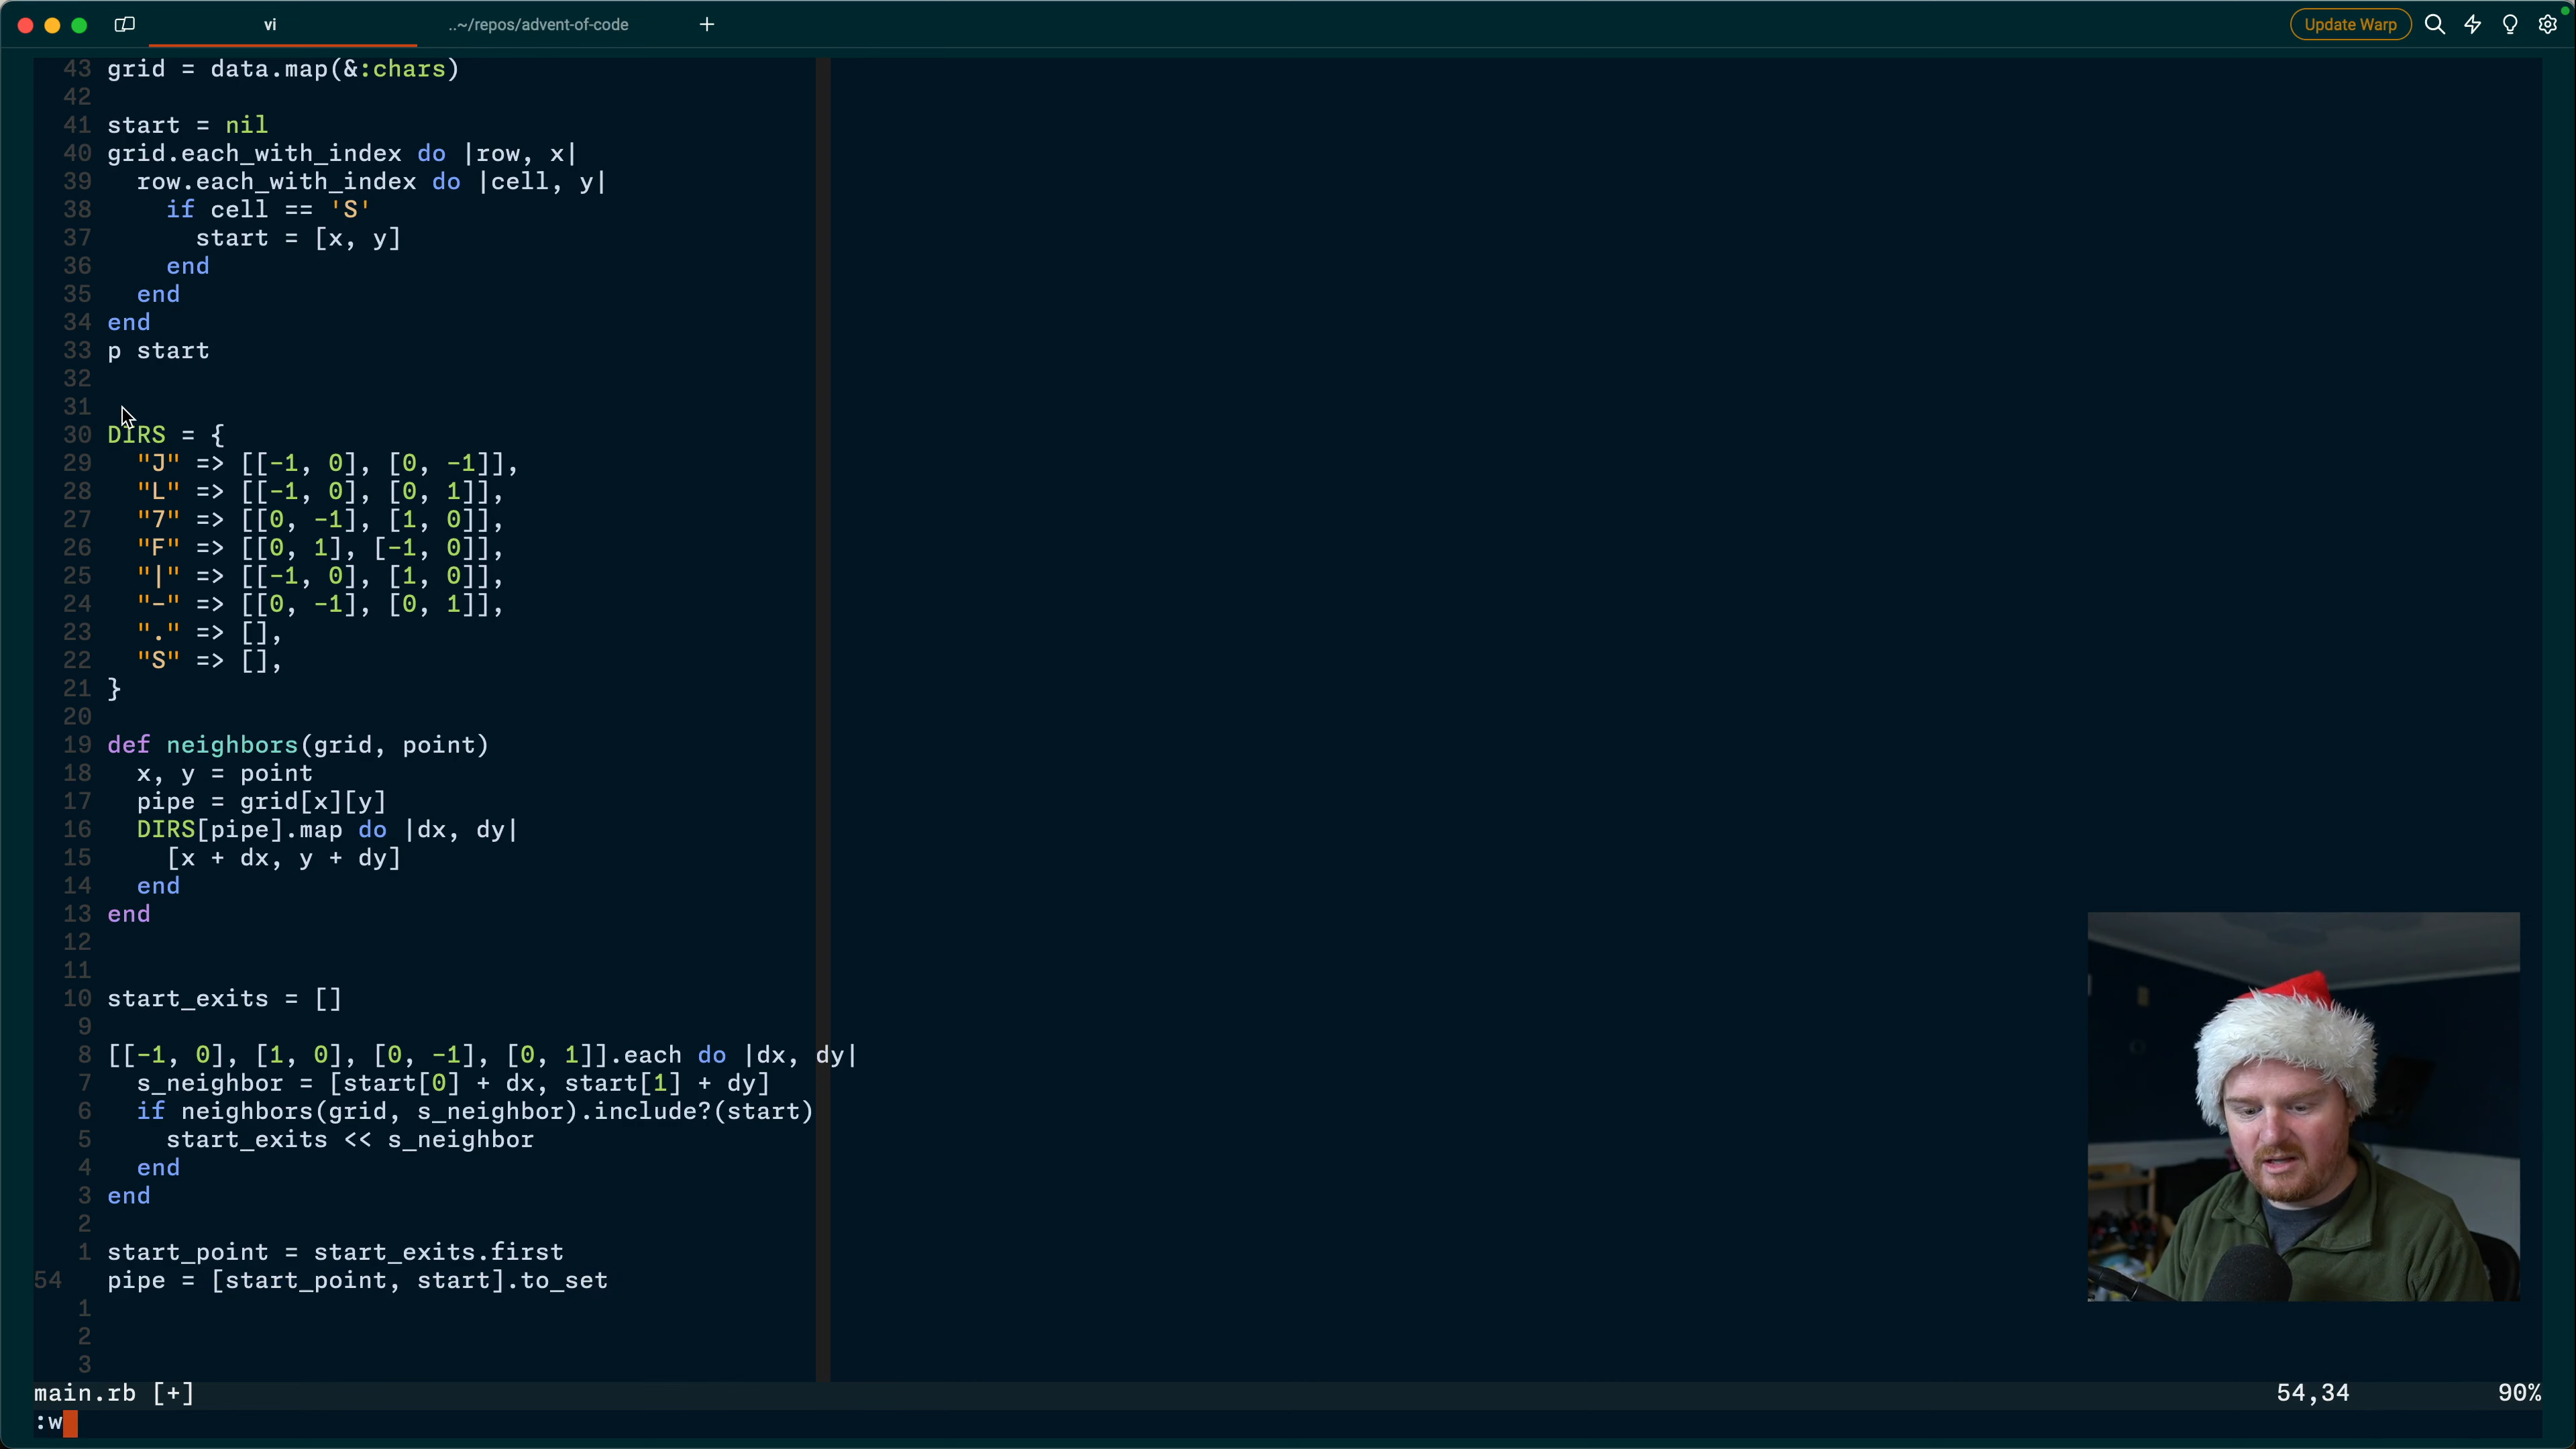 vi
..~/repos/advent-of-code
+
Update Warp
43 grid = data.map(&:chars)
42
41 start = nil
40 grid.each_with_index do |row, x|
39   row.each_with_index do |cell, y|
38     if cell == 'S'
37       start = [x, y]
36     end
35   end
34 end
33 p start
32
31
30 DIRS = {
29   "J" => [[-1, 0], [0, -1]],
28   "L" => [[-1, 0], [0, 1]],
27   "7" => [[0, -1], [1, 0]],
26   "F" => [[0, 1], [-1, 0]],
25   "|" => [[-1, 0], [1, 0]],
24   "-" => [[0, -1], [0, 1]],
23   "." => [],
22   "S" => [],
21 }
20
19 def neighbors(grid, point)
18   x, y = point
17   pipe = grid[x][y]
16   DIRS[pipe].map do |dx, dy|
15     [x + dx, y + dy]
14   end
13 end
12
11
10 start_exits = []
9
8 [[-1, 0], [1, 0], [0, -1], [0, 1]].each do |dx, dy|
7   s_neighbor = [start[0] + dx, start[1] + dy]
6   if neighbors(grid, s_neighbor).include?(start)
5     start_exits << s_neighbor
4   end
3 end
2
1 start_point = start_exits.first
54 pipe = [start_point, start].to_set
1
2
3
main.rb [+] 54,34 90%
:w